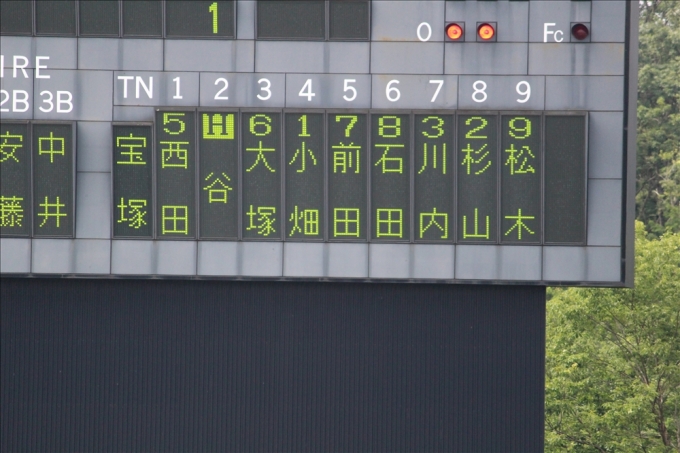 1
O Fc
IRE
2B 3B TN 1 2 3 4 5 6 7 8 9
5 H 6 1 7 8 3 2 9
安藤 中井 宝塚 西田 谷 大塚 小畑 前田 石田 川内 杉山 松木